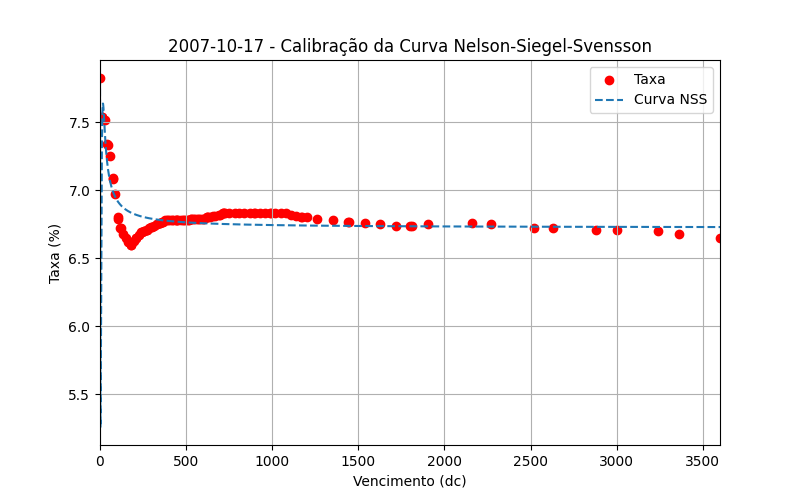 2007-10-17 - Calibração da Curva Nelson-Siegel-Svensson
Taxa
Curva NSS
Taxa (%)
7.5
7.0
6.5
6.0
5.5
0 500 1000 1500 2000 2500 3000 3500
Vencimento (dc)